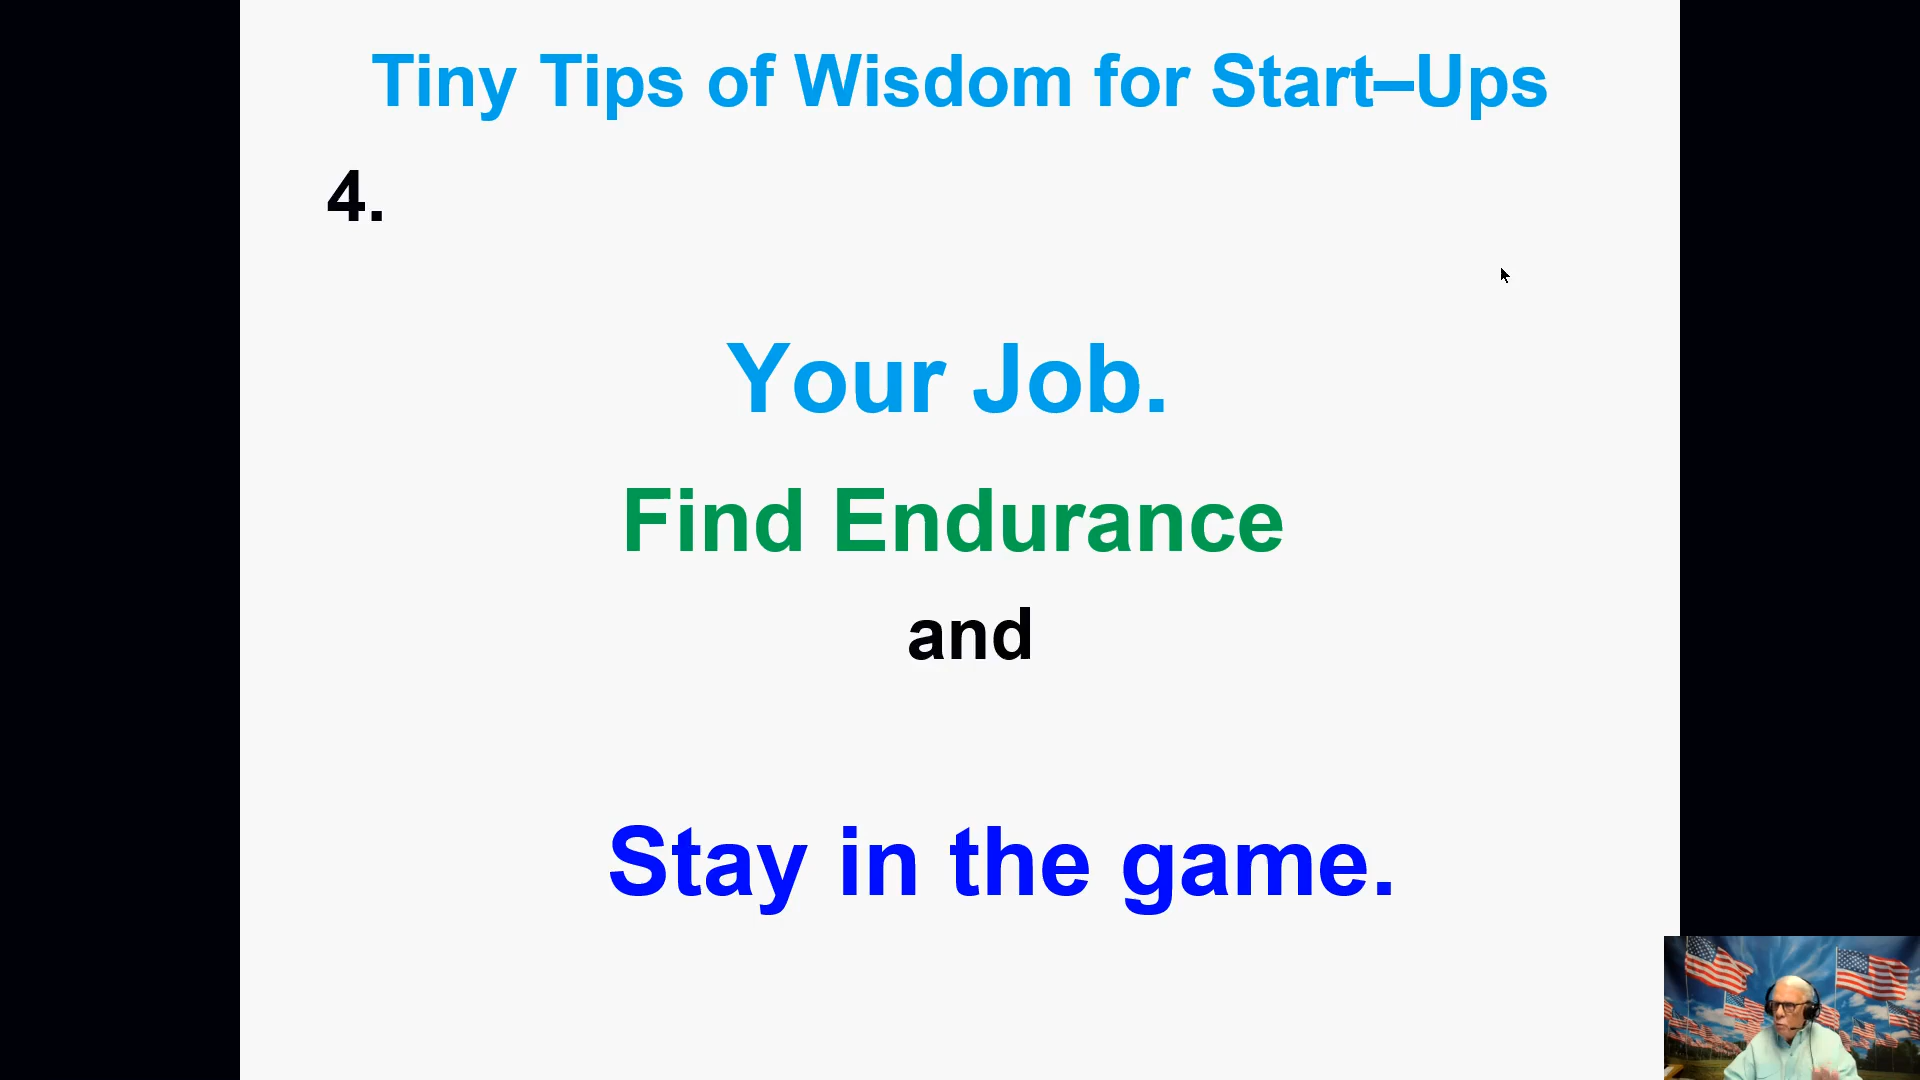 Tiny Tips of Wisdom for Start–Ups
4.
Your Job.
Find Endurance
and
Stay in the game.